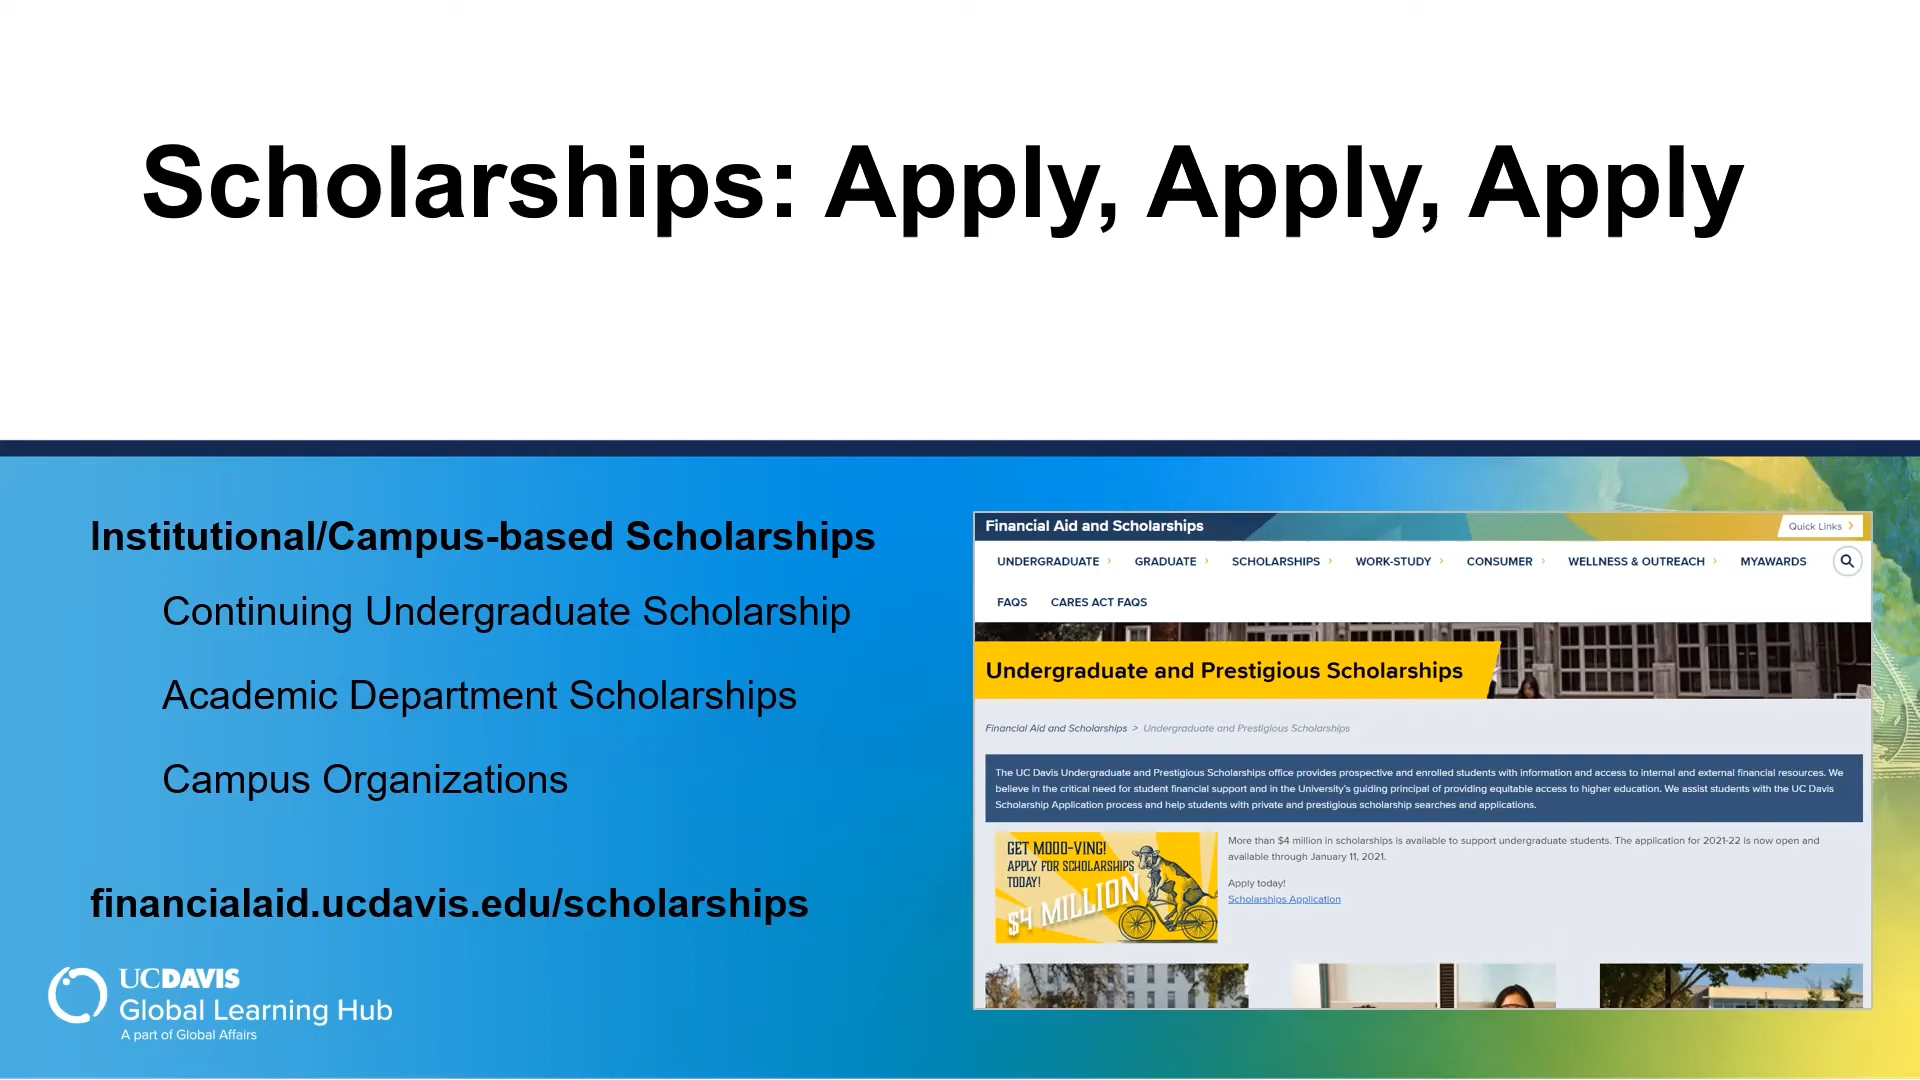 Scholarships: Apply, Apply, Apply
Institutional/Campus-based Scholarships
Continuing Undergraduate Scholarship
Academic Department Scholarships
Campus Organizations
financialaid.ucdavis.edu/scholarships
UCDAVIS
Global Learning Hub
A part of Global Affairs
Financial Aid and Scholarships
Quick Links
UNDERGRADUATE GRADUATE SCHOLARSHIPS WORK-STUDY CONSUMER WELLNESS & OUTREACH MYAWARDS
FAQS CARES ACT FAQS
Undergraduate and Prestigious Scholarships
Financial Aid and Scholarships > Undergraduate and Prestigious Scholarships
The UC Davis Undergraduate and Prestigious Scholarships office provides prospective and enrolled students with information and access to internal and external financial resources. We
believe in the critical need for student financial support and in the University's guiding principal of providing equitable access to higher education. We assist students with the UC Davis
Scholarship Application process and help students with private and prestigious scholarship searches and applications.
GET MOOO-VING!
APPLY FOR SCHOLARSHIPS
TODAY!
$4 MILLION
More than $4 million in scholarships is available to support undergraduate students. The application for 2021-22 is now open and
available through January 11, 2021.
Apply today!
Scholarships Application